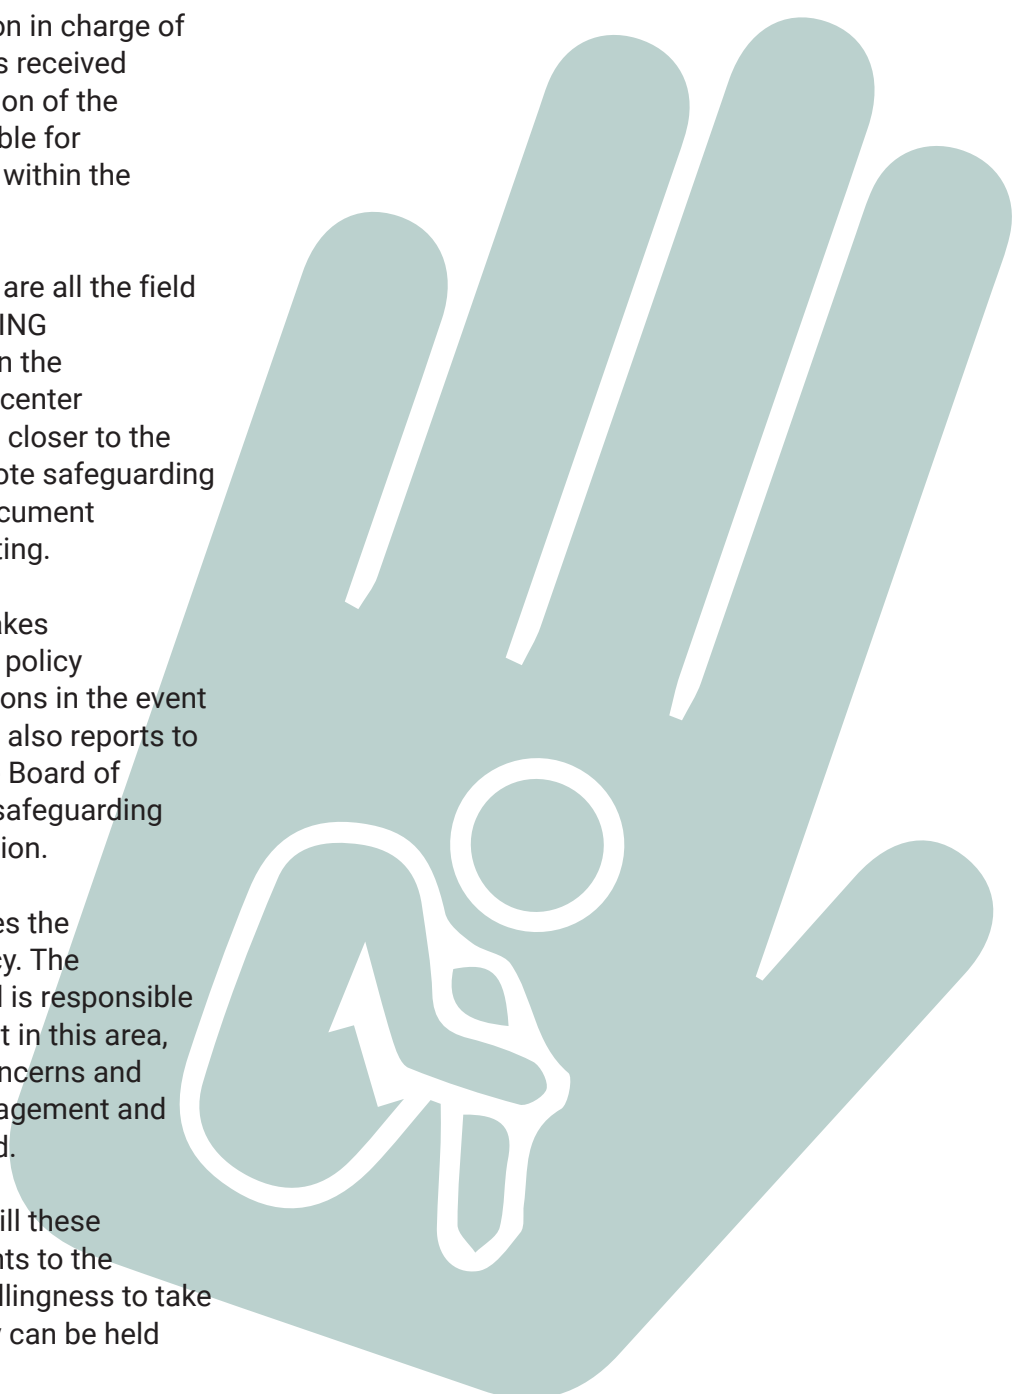 on in charge of
s received
on of the
ble for
within the
are all the field
ING
n the
center
closer to the
ote safeguarding
cument
ting.
akes
policy
ons in the event
also reports to
Board of
safeguarding
ion.
es the
cy. The
l is responsible
t in this area,
ncerns and
agement and
d.
ill these
nts to the
llingness to take
y can be held